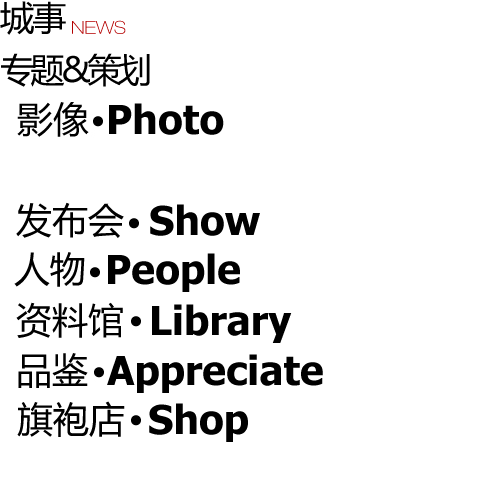 城事 NEWS
专题&策划
影像•Photo
发布会•Show
人物•People
资料馆•Library
品鉴•Appreciate
旗袍店•Shop